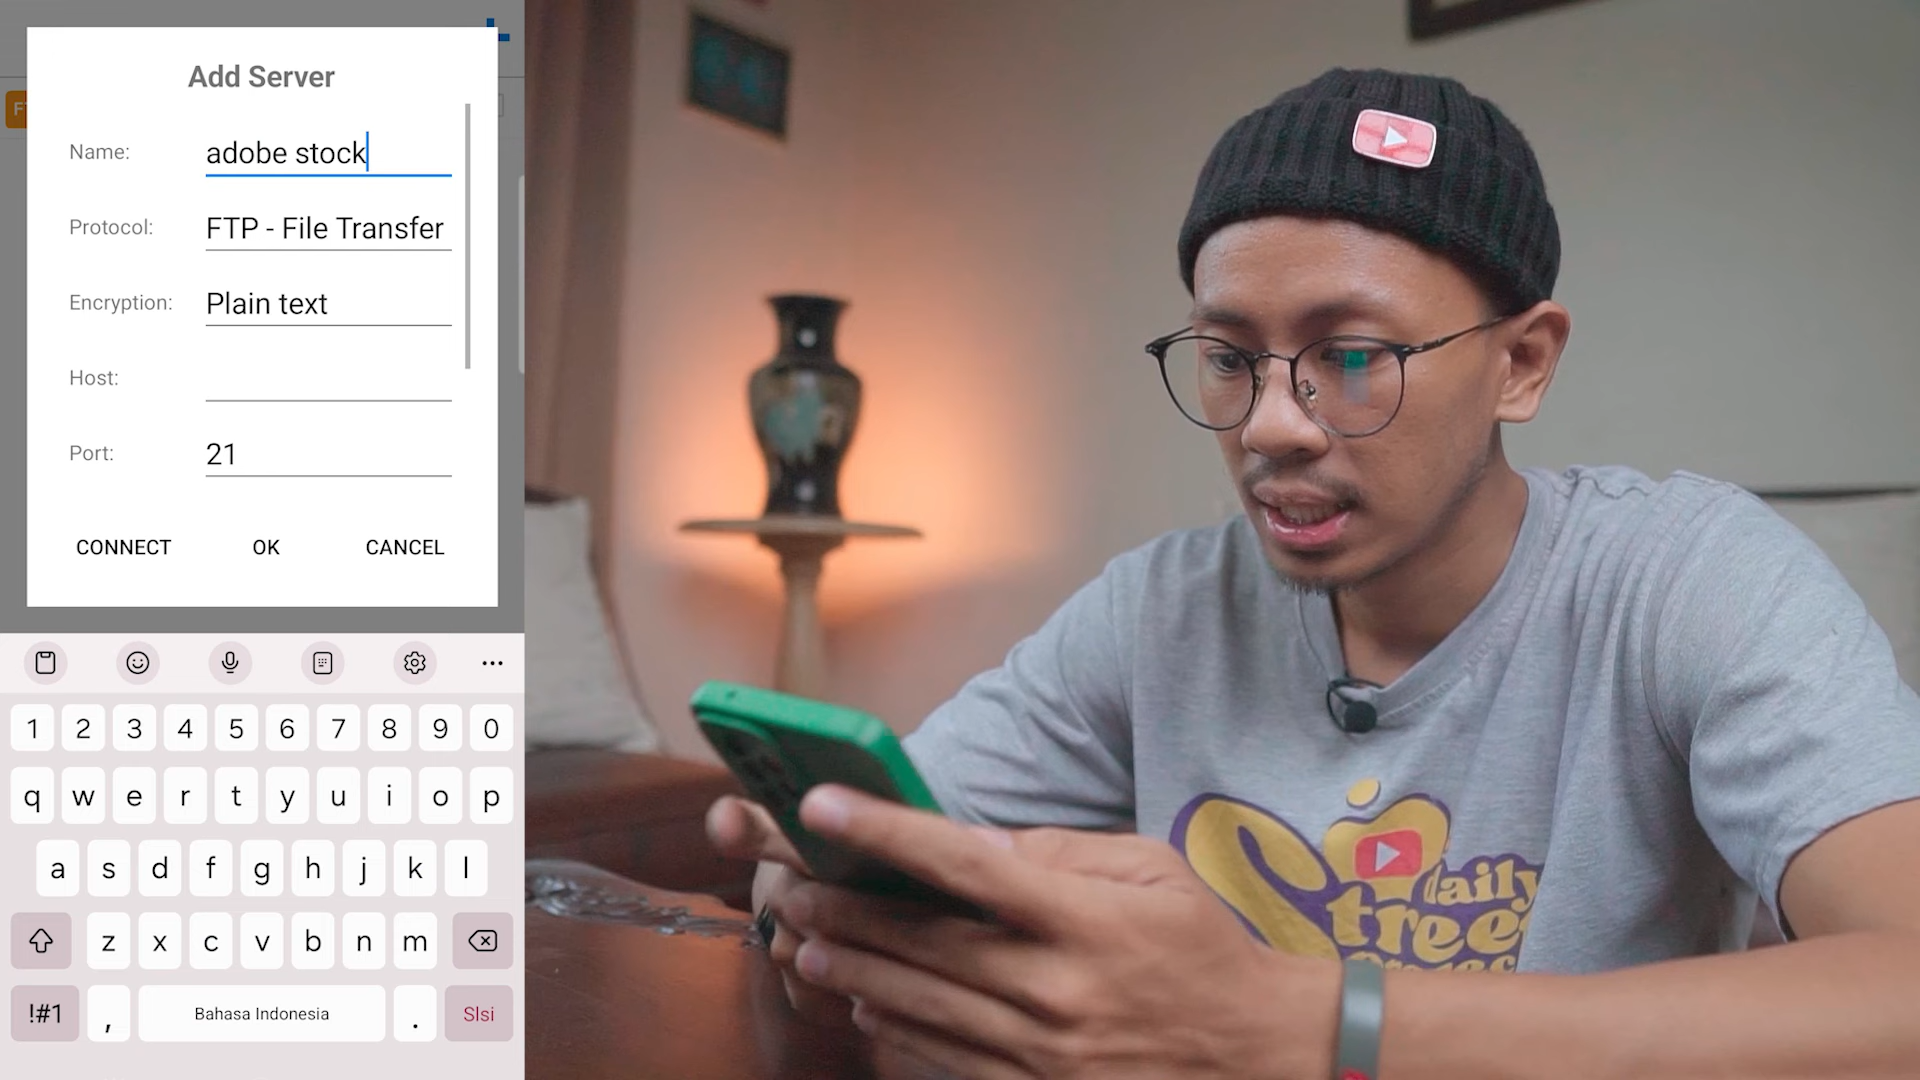 Add Server
Name: adobe stock
Protocol: FTP - File Transfer
Encryption: Plain text
Host:
Port: 21
CONNECT OK CANCEL
1 2 3 4 5 6 7 8 9 0
q w e r t y u i o p
a s d f g h j k l
z x c v b n m
!#1 , Bahasa Indonesia . Slsi
daily